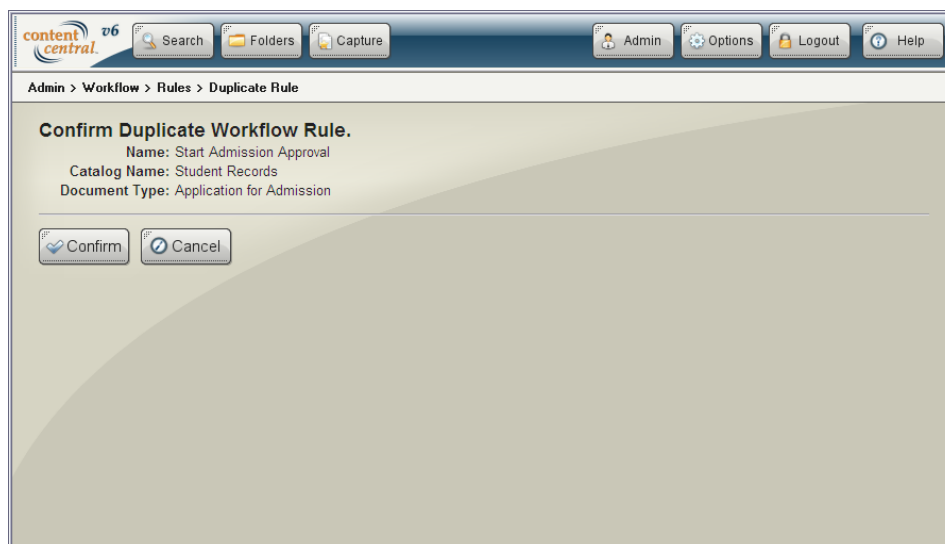 content central. v6 Search Folders Capture Admin Options Logout Help
Admin > Workflow > Rules > Duplicate Rule
Confirm Duplicate Workflow Rule.
Name: Start Admission Approval
Catalog Name: Student Records
Document Type: Application for Admission
Confirm Cancel